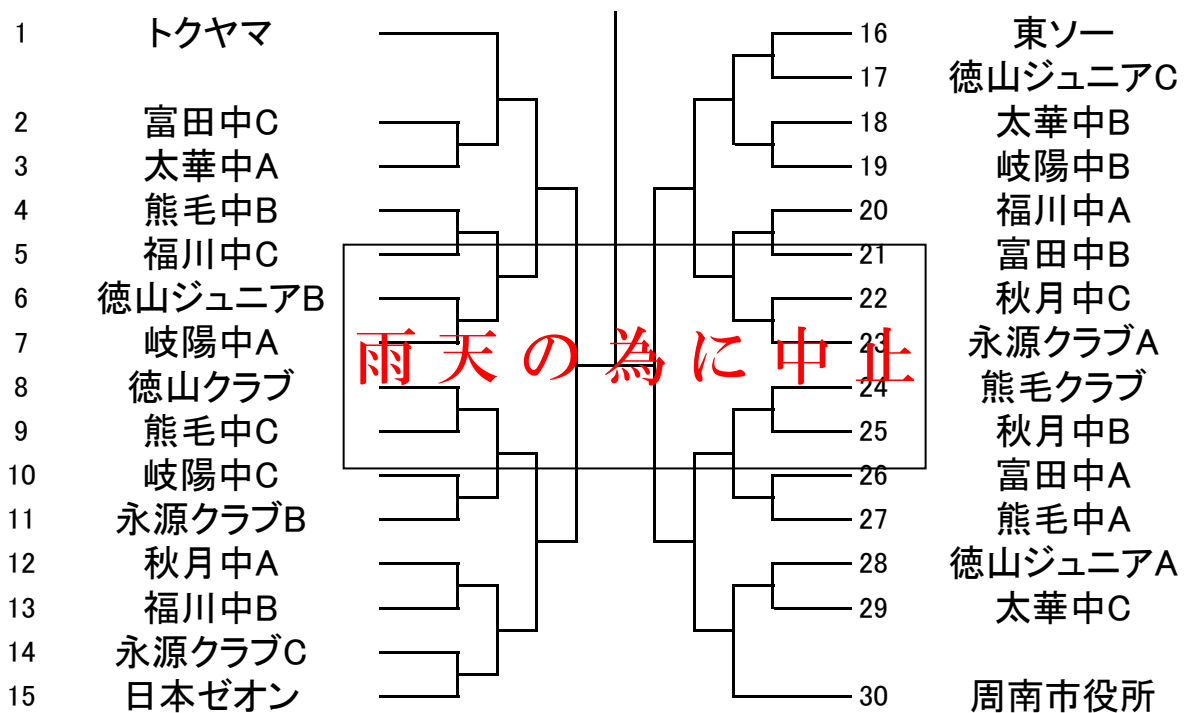 1 トクヤマ
2 富田中C
3 太華中A
4 熊毛中B
5 福川中C
6 徳山ジュニアB
7 岐陽中A
8 徳山クラブ
9 熊毛中C
10 岐陽中C
11 永源クラブB
12 秋月中A
13 福川中B
14 永源クラブC
15 日本ゼオン
雨天の為に中止
16 東ソー
17 徳山ジュニアC
18 太華中B
19 岐陽中B
20 福川中A
21 富田中B
22 秋月中C
23 永源クラブA
24 熊毛クラブ
25 秋月中B
26 富田中A
27 熊毛中A
28 徳山ジュニアA
29 太華中C
30 周南市役所